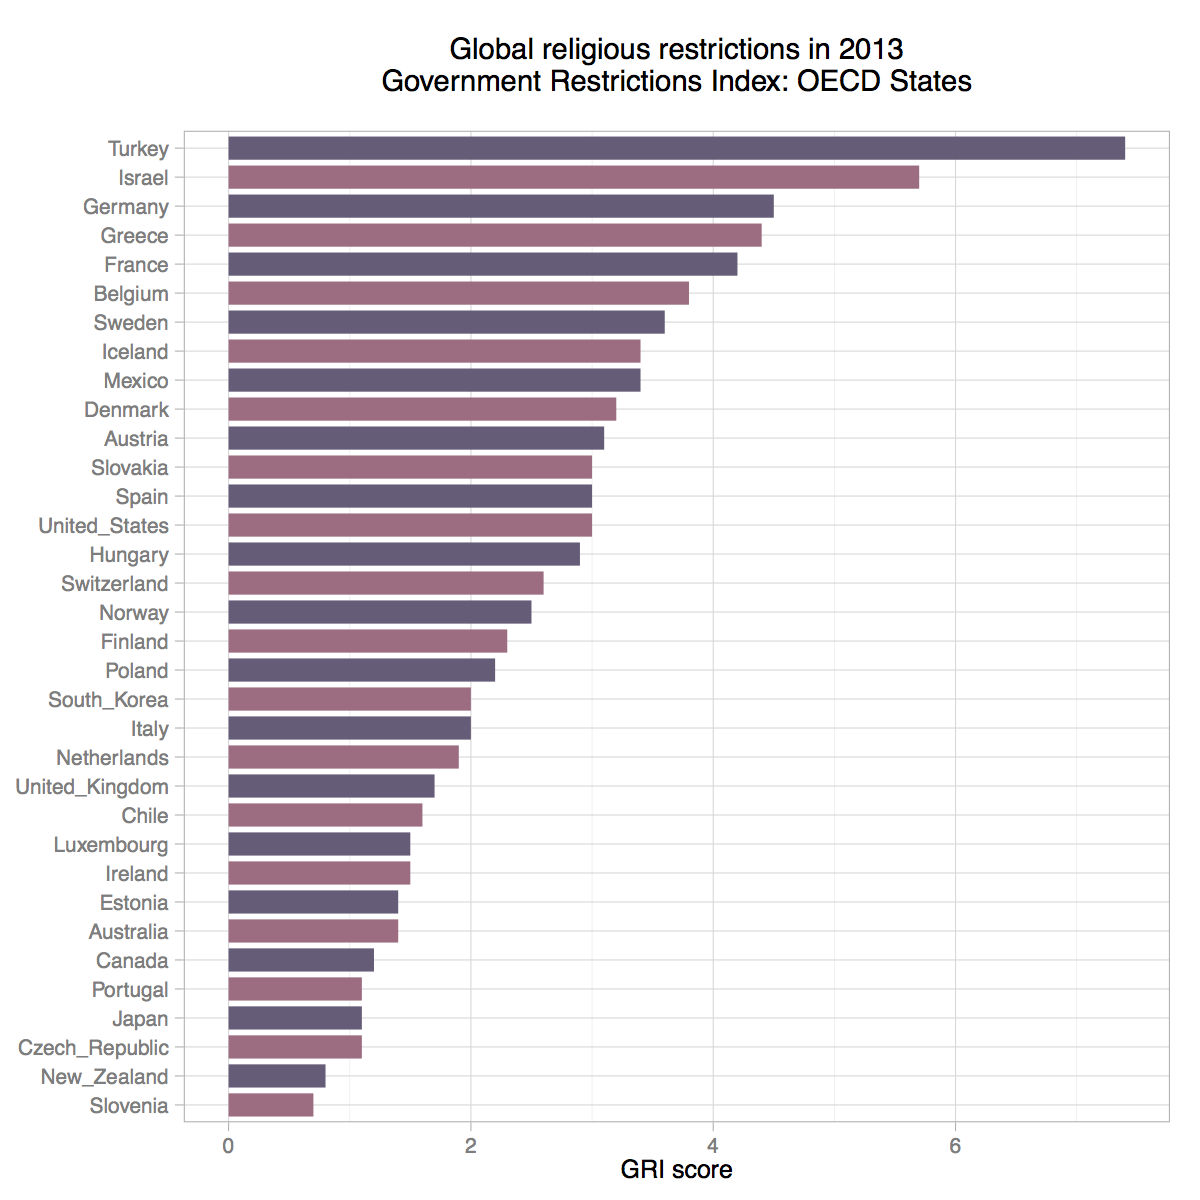 Global religious restrictions in 2013
Government Restrictions Index: OECD States
Turkey
Israel
Germany
Greece
France
Belgium
Sweden
Iceland
Mexico
Denmark
Austria
Slovakia
Spain
United_States
Hungary
Switzerland
Norway
Finland
Poland
South_Korea
Italy
Netherlands
United_Kingdom
Chile
Luxembourg
Ireland
Estonia
Australia
Canada
Portugal
Japan
Czech_Republic
New_Zealand
Slovenia
0 2 4 6
GRI score